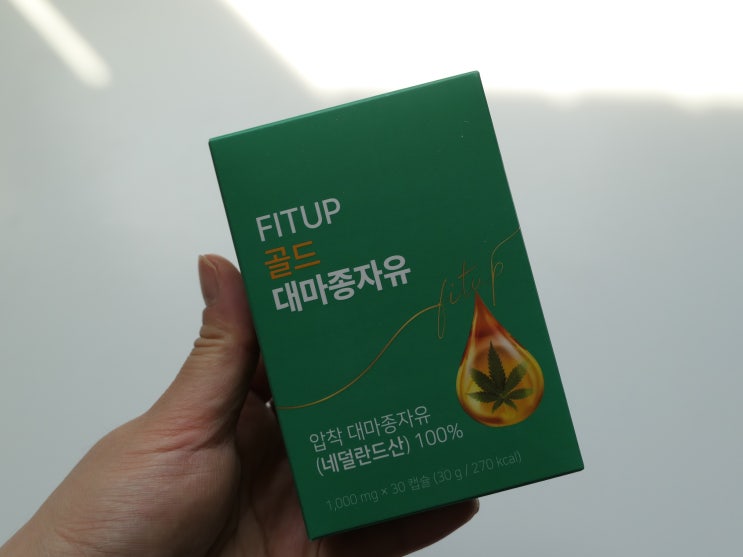 FITUP
골드
대마종자유
fitup
압착 대마종자유
(네덜란드산) 100%
1,000 mg × 30 캡슐 (30 g / 270 kcal)